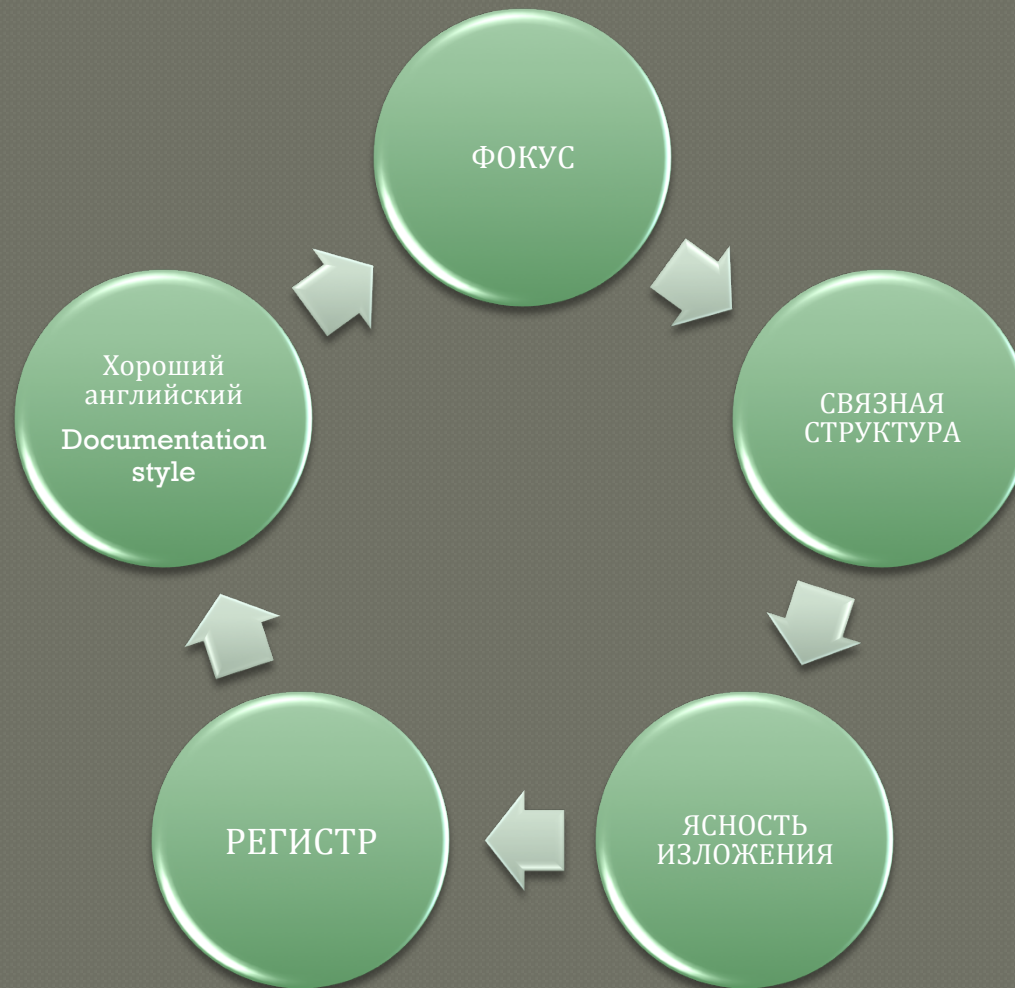 ФОКУС
СВЯЗНАЯ
СТРУКТУРА
ЯСНОСТЬ
ИЗЛОЖЕНИЯ
РЕГИСТР
Хороший
английский
Documentation
style